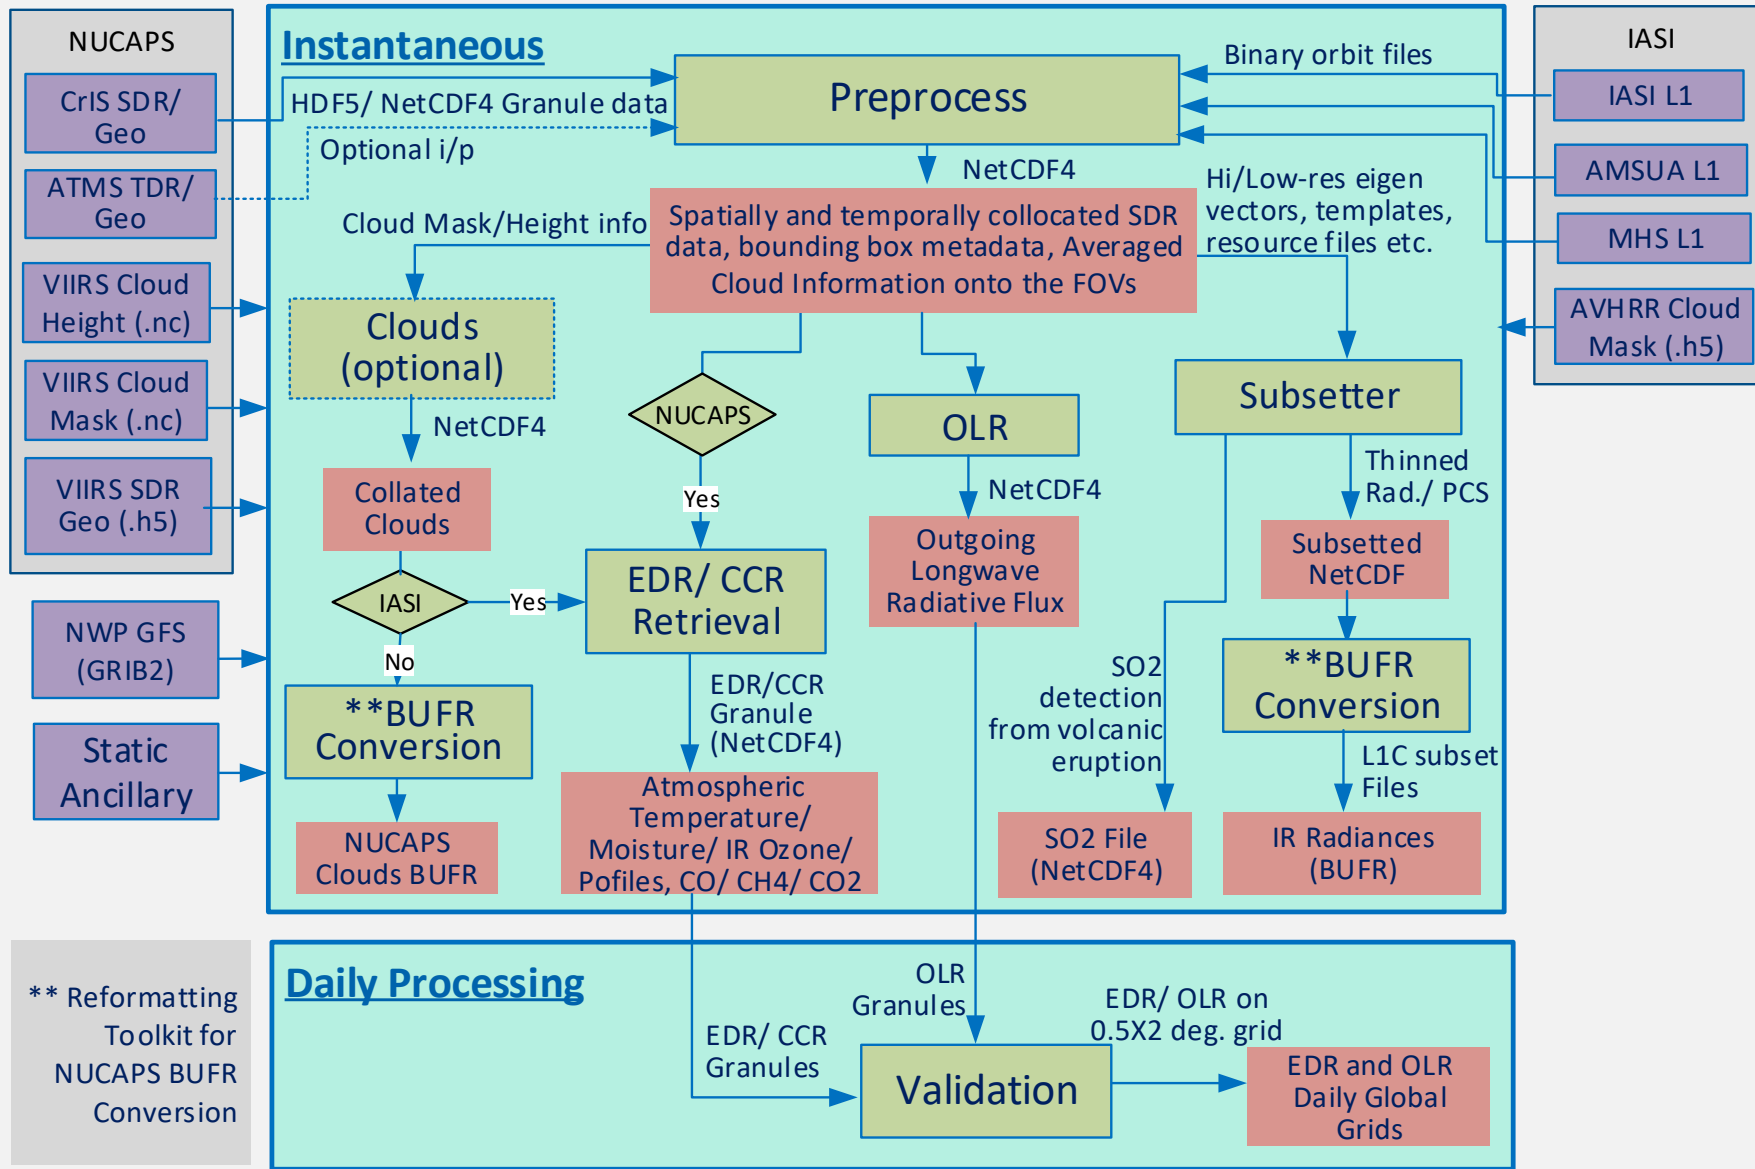 NUCAPS
CrIS SDR/
Geo
ATMS TDR/
Geo
VIIRS Cloud
Height (.nc)
VIIRS Cloud
Mask (.nc)
VIIRS SDR
Geo (.h5)
NWP GFS
(GRIB2)
Static
Ancillary
** Reformatting
Toolkit for
NUCAPS BUFR
Conversion
Instantaneous
HDF5/ NetCDF4 Granule data
Optional i/p
Preprocess
Binary orbit files
NetCDF4
Cloud Mask/Height info
Spatially and temporally collocated SDR
data, bounding box metadata, Averaged
Cloud Information onto the FOVs
Hi/Low-res eigen
vectors, templates,
resource files etc.
Clouds
(optional)
NetCDF4
Collated
Clouds
IASI
Yes
No
**BUFR
Conversion
NUCAPS
Clouds BUFR
NUCAPS
Yes
EDR/ CCR
Retrieval
EDR/CCR
Granule
(NetCDF4)
Atmospheric
Temperature/
Moisture/ IR Ozone/
Pofiles, CO/ CH4/ CO2
OLR
NetCDF4
Outgoing
Longwave
Radiative Flux
Subsetter
Thinned
Rad./ PCS
Subsetted
NetCDF
**BUFR
Conversion
SO2
detection
from volcanic
eruption
L1C subset
Files
SO2 File
(NetCDF4)
IR Radiances
(BUFR)
IASI
IASI L1
AMSUA L1
MHS L1
AVHRR Cloud
Mask (.h5)
Daily Processing
OLR
Granules
EDR/ CCR
Granules
Validation
EDR/ OLR on
0.5X2 deg. grid
EDR and OLR
Daily Global
Grids